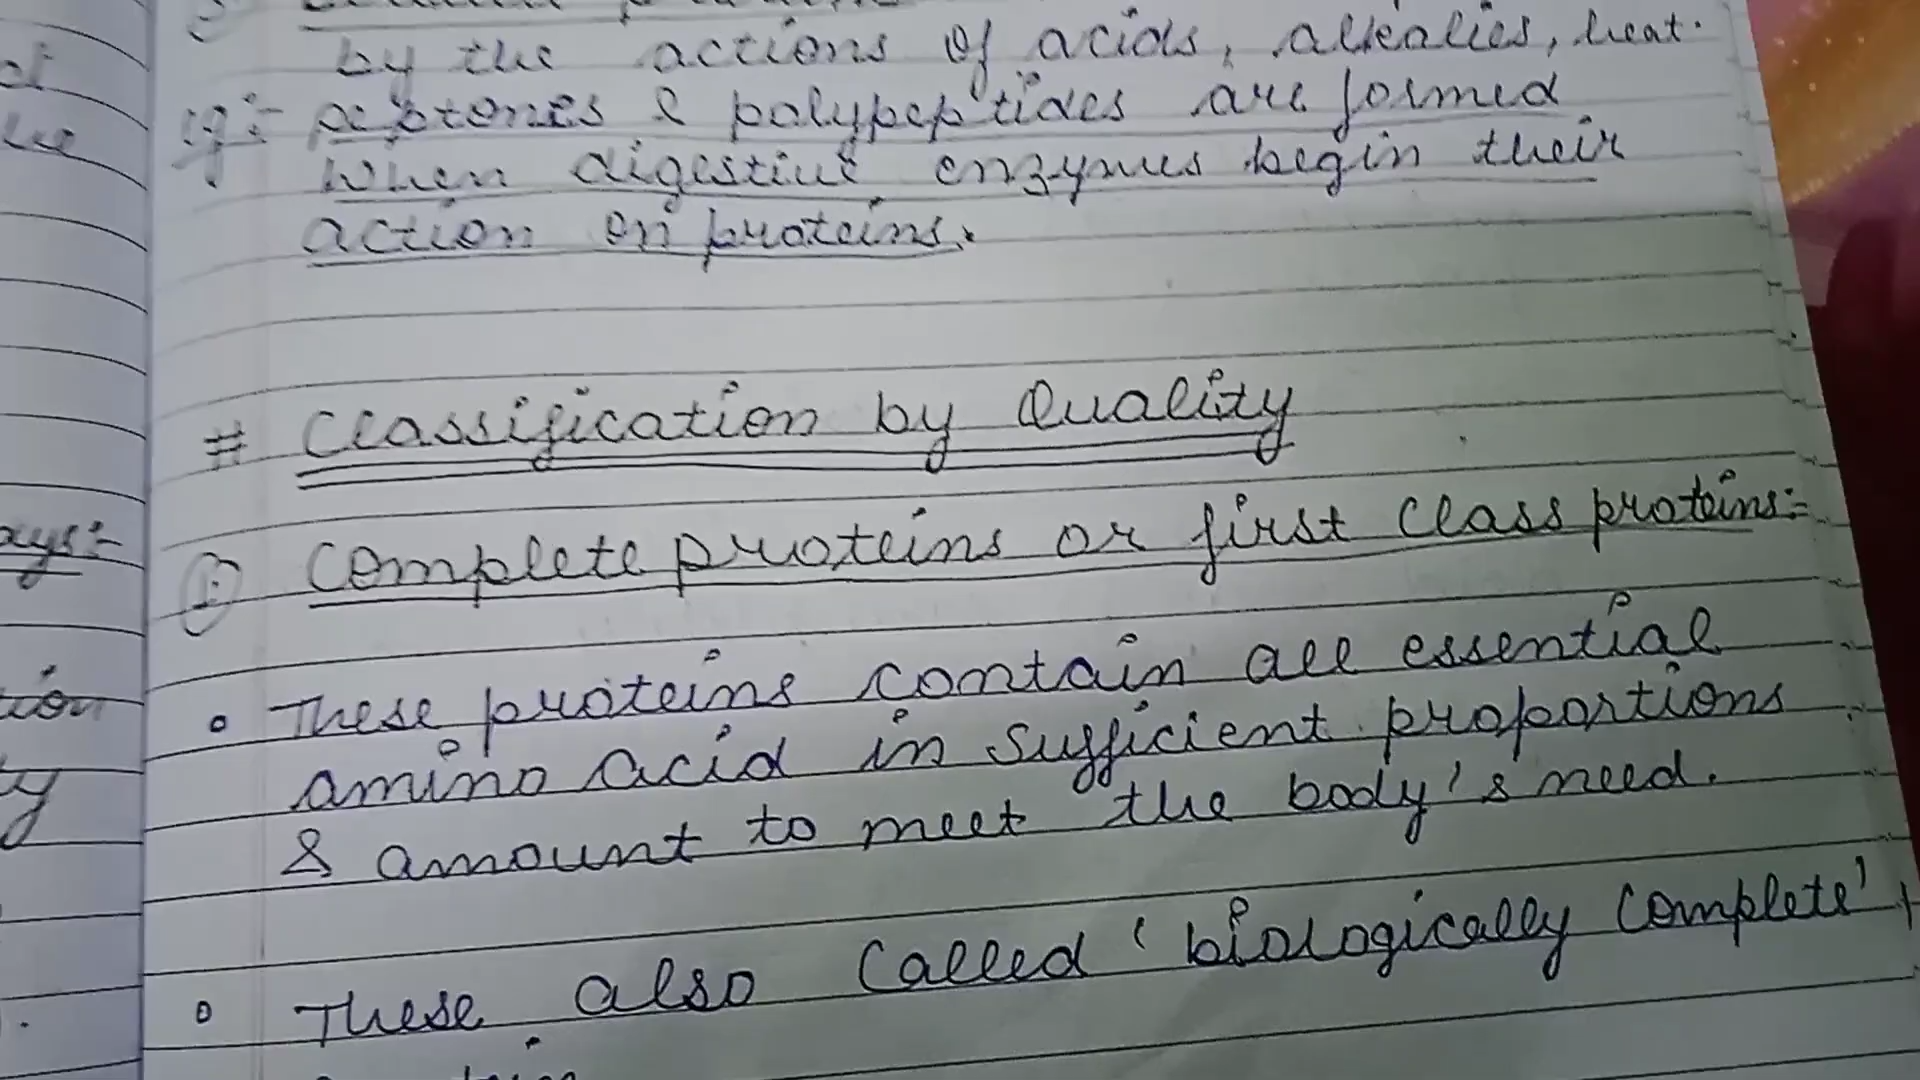 by the actions of acids, alkalies, heat.
eg:- peptones & polypeptides are formed
when digestive enzymes begin their
action on proteins.
# Classification by Quality
① Complete proteins or first class proteins:-
• These proteins contain all essential
amino acid in sufficient proportions
& amount to meet the body's need.
• These also called 'biologically complete'